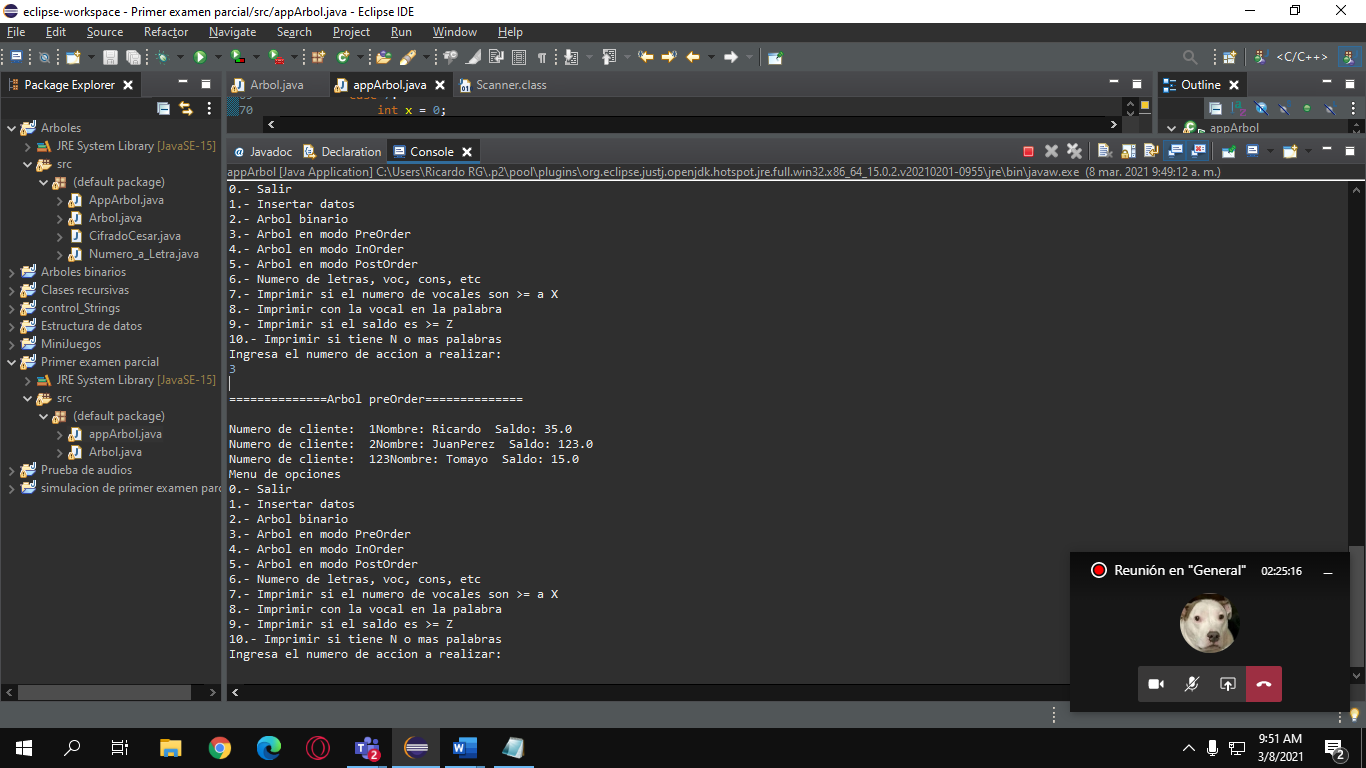 eclipse-workspace - Primer examen parcial/src/appArbol.java - Eclipse IDE
File Edit Source Refactor Navigate Search Project Run Window Help
<C/C++>
Package Explorer
Arboles
JRE System Library [JavaSE-15]
src
(default package)
AppArbol.java
Arbol.java
CifradoCesar.java
Numero_a_Letra.java
Arboles binarios
Clases recursivas
control_Strings
Estructura de datos
MiniJuegos
Primer examen parcial
JRE System Library [JavaSE-15]
src
(default package)
appArbol.java
Arbol.java
Prueba de audios
simulacion de primer examen parc
Arbol.java appArbol.java Scanner.class
70 int x = 0;
Outline
appArbol
Javadoc Declaration Console
appArbol [Java Application] C:\Users\Ricardo RG\.p2\pool\plugins\org.eclipse.justj.openjdk.hotspot.jre.full.win32.x86_64_15.0.2.v20210201-0955\jre\bin\javaw.exe (8 mar. 2021 9:49:12 a. m.)
0.- Salir
1.- Insertar datos
2.- Arbol binario
3.- Arbol en modo PreOrder
4.- Arbol en modo InOrder
5.- Arbol en modo PostOrder
6.- Numero de letras, voc, cons, etc
7.- Imprimir si el numero de vocales son >= a X
8.- Imprimir con la vocal en la palabra
9.- Imprimir si el saldo es >= Z
10.- Imprimir si tiene N o mas palabras
Ingresa el numero de accion a realizar:
3
==============Arbol preOrder==============
Numero de cliente:  1Nombre: Ricardo  Saldo: 35.0
Numero de cliente:  2Nombre: JuanPerez  Saldo: 123.0
Numero de cliente:  123Nombre: Tomayo  Saldo: 15.0
Menu de opciones
0.- Salir
1.- Insertar datos
2.- Arbol binario
3.- Arbol en modo PreOrder
4.- Arbol en modo InOrder
5.- Arbol en modo PostOrder
6.- Numero de letras, voc, cons, etc
7.- Imprimir si el numero de vocales son >= a X
8.- Imprimir con la vocal en la palabra
9.- Imprimir si el saldo es >= Z
10.- Imprimir si tiene N o mas palabras
Ingresa el numero de accion a realizar:
Reunión en "General" 02:25:16
9:51 AM
3/8/2021
2
2